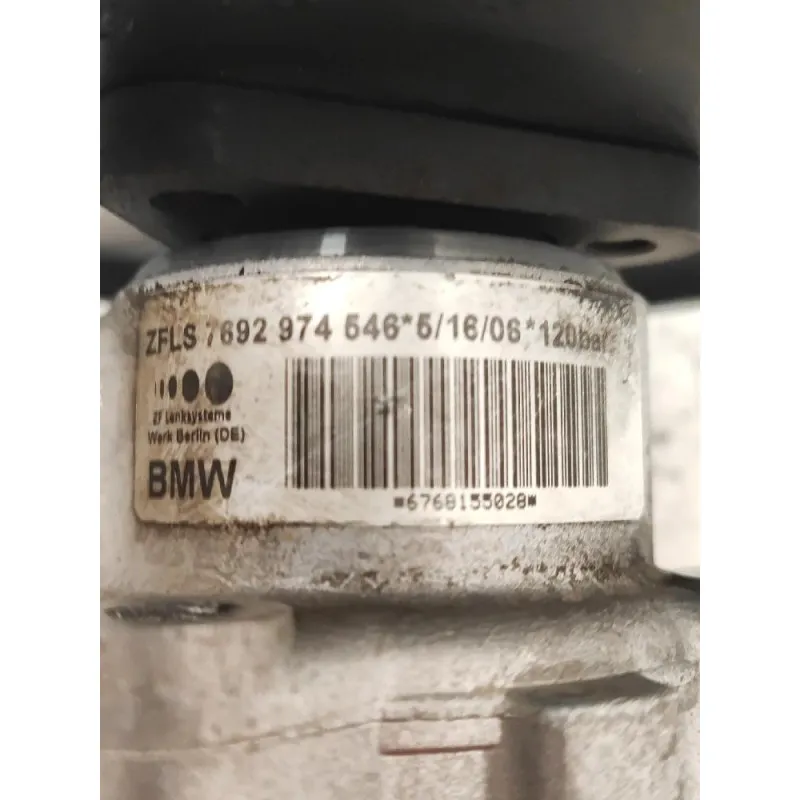 ZFLS 7692 974 546*5/16/06*120bar
ZF Lenksysteme
Werk Berlin (DE)
BMW
*6768155028*